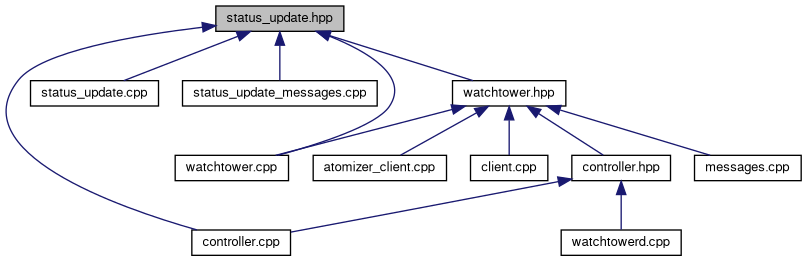 status_update.hpp
status_update.cpp
status_update_messages.cpp
watchtower.hpp
watchtower.cpp
atomizer_client.cpp
client.cpp
controller.hpp
messages.cpp
controller.cpp
watchtowerd.cpp